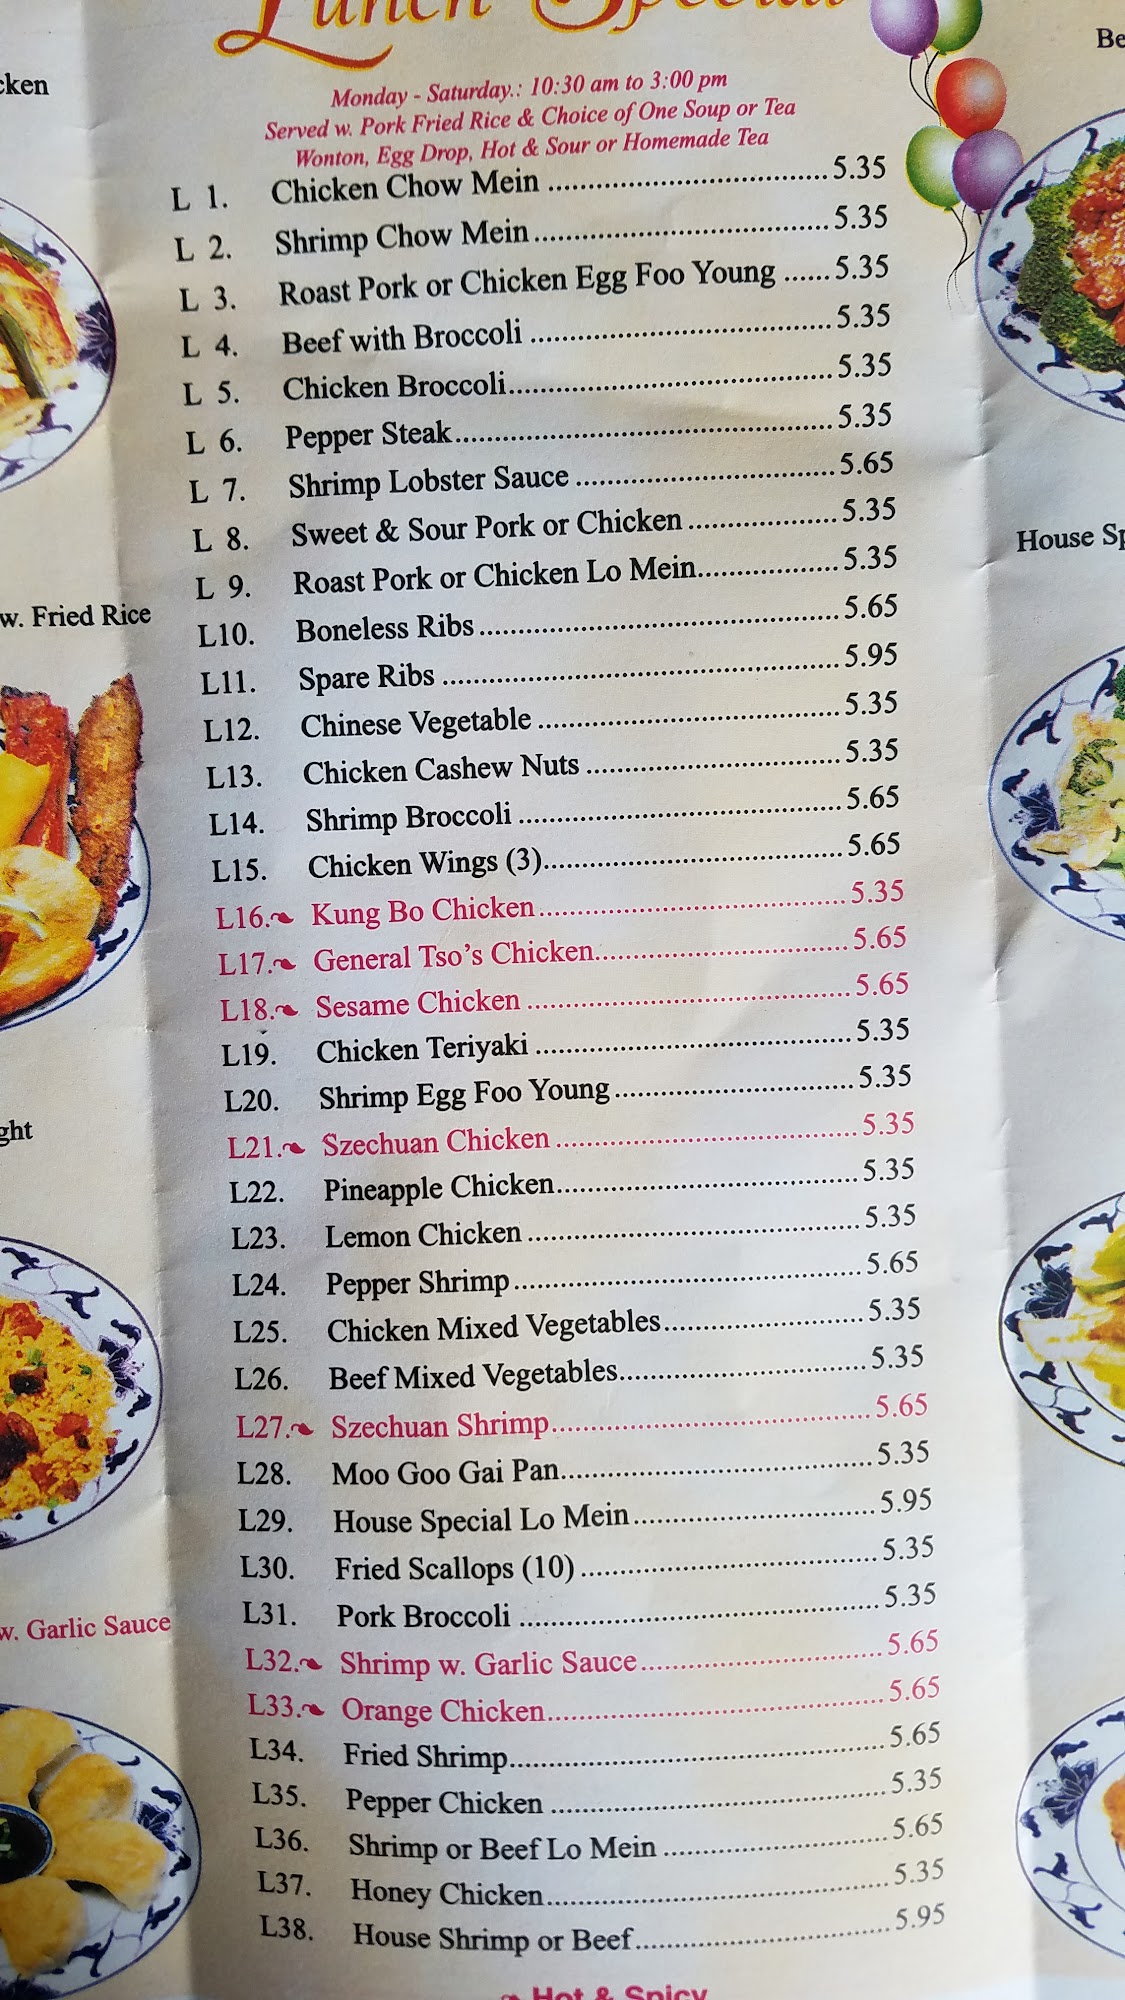 Lunch Special
Monday - Saturday.: 10:30 am to 3:00 pm
Served w. Pork Fried Rice & Choice of One Soup or Tea
Wonton, Egg Drop, Hot & Sour or Homemade Tea
L 1. Chicken Chow Mein 5.35
L 2. Shrimp Chow Mein 5.35
L 3. Roast Pork or Chicken Egg Foo Young 5.35
L 4. Beef with Broccoli 5.35
L 5. Chicken Broccoli 5.35
L 6. Pepper Steak 5.35
L 7. Shrimp Lobster Sauce 5.65
L 8. Sweet & Sour Pork or Chicken 5.35
L 9. Roast Pork or Chicken Lo Mein 5.35
L10. Boneless Ribs 5.65
L11. Spare Ribs 5.95
L12. Chinese Vegetable 5.35
L13. Chicken Cashew Nuts 5.35
L14. Shrimp Broccoli 5.65
L15. Chicken Wings (3) 5.65
L16. Kung Bo Chicken 5.35
L17. General Tso's Chicken 5.65
L18. Sesame Chicken 5.65
L19. Chicken Teriyaki 5.35
L20. Shrimp Egg Foo Young 5.35
L21. Szechuan Chicken 5.35
L22. Pineapple Chicken 5.35
L23. Lemon Chicken 5.35
L24. Pepper Shrimp 5.65
L25. Chicken Mixed Vegetables 5.35
L26. Beef Mixed Vegetables 5.35
L27. Szechuan Shrimp 5.65
L28. Moo Goo Gai Pan 5.35
L29. House Special Lo Mein 5.95
L30. Fried Scallops (10) 5.35
L31. Pork Broccoli 5.35
L32. Shrimp w. Garlic Sauce 5.65
L33. Orange Chicken 5.65
L34. Fried Shrimp 5.65
L35. Pepper Chicken 5.35
L36. Shrimp or Beef Lo Mein 5.65
L37. Honey Chicken 5.35
L38. House Shrimp or Beef 5.95
Hot & Spicy
cken
w. Fried Rice
ght
w. Garlic Sauce
Be
House Sp